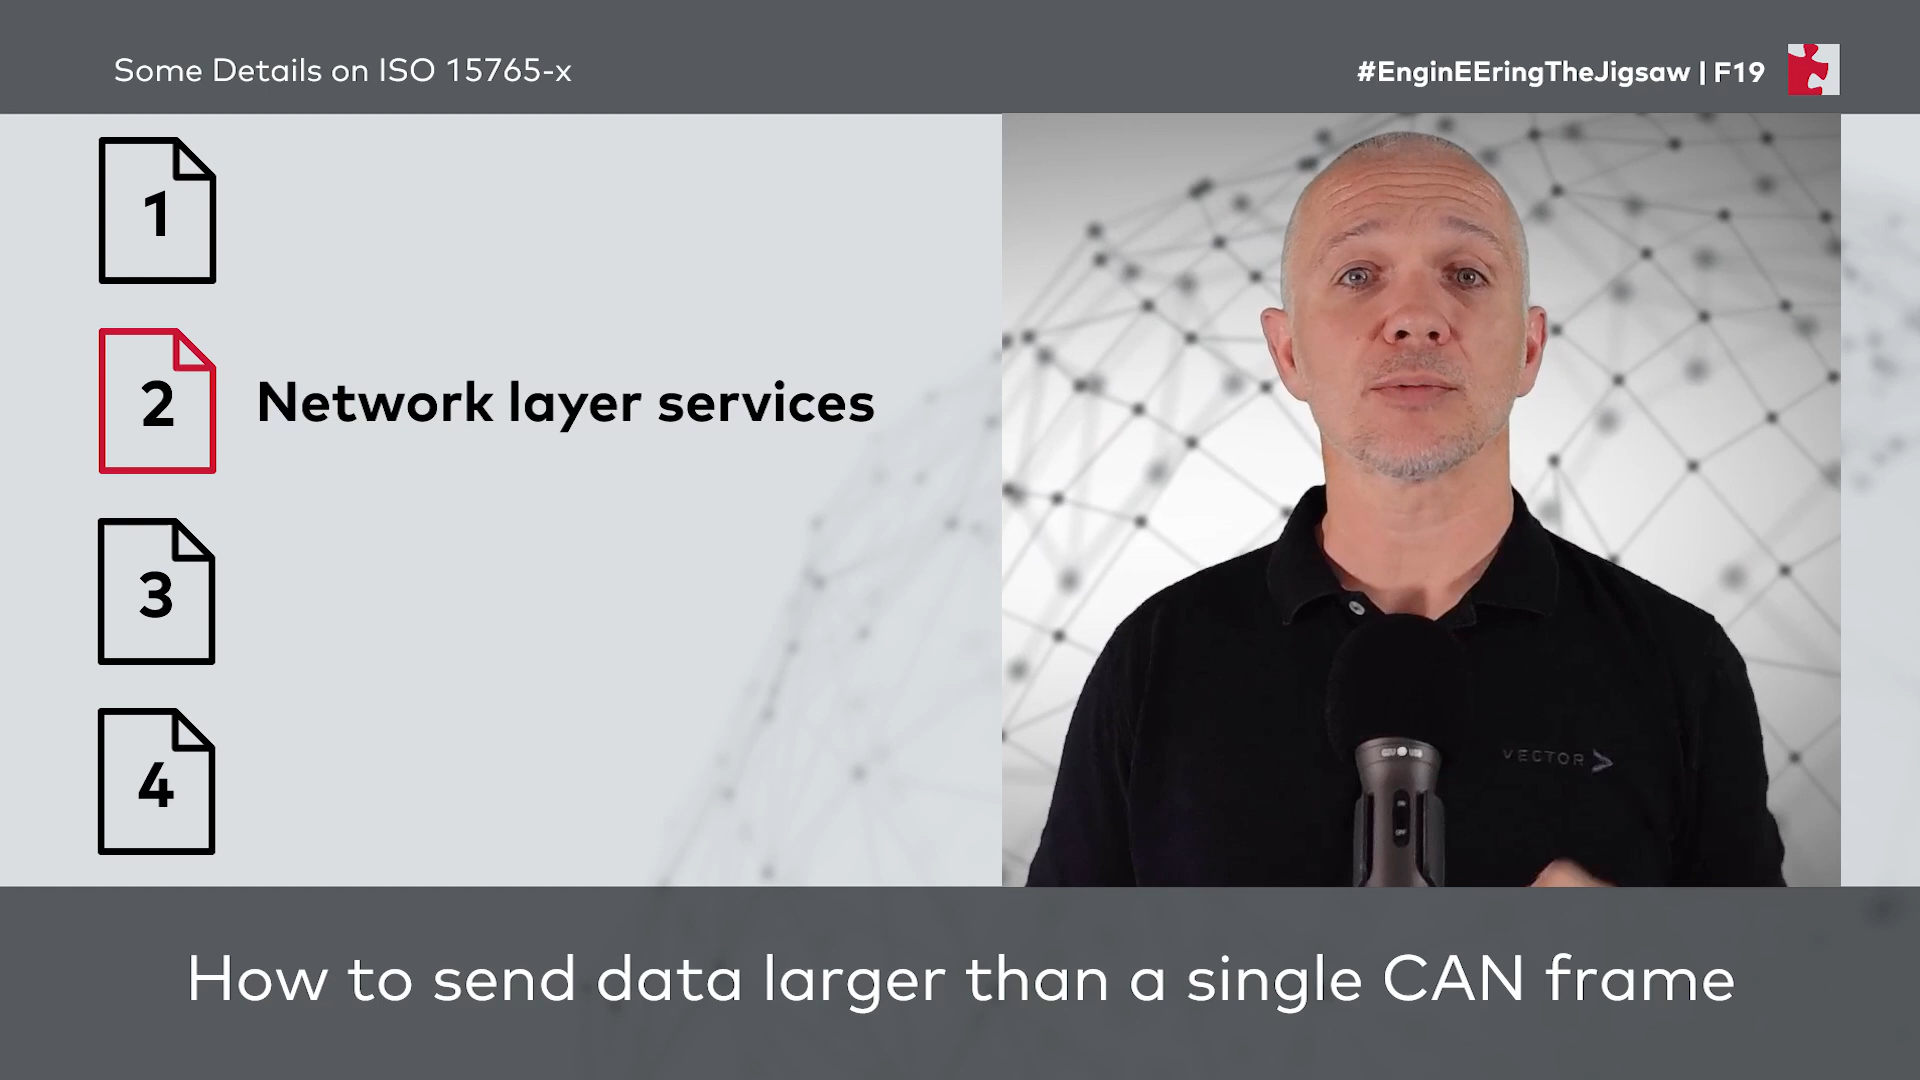 Some Details on ISO 15765-x
#EnginEEringTheJigsaw | F19
1
2 Network layer services
3
4
VECTOR
How to send data larger than a single CAN frame